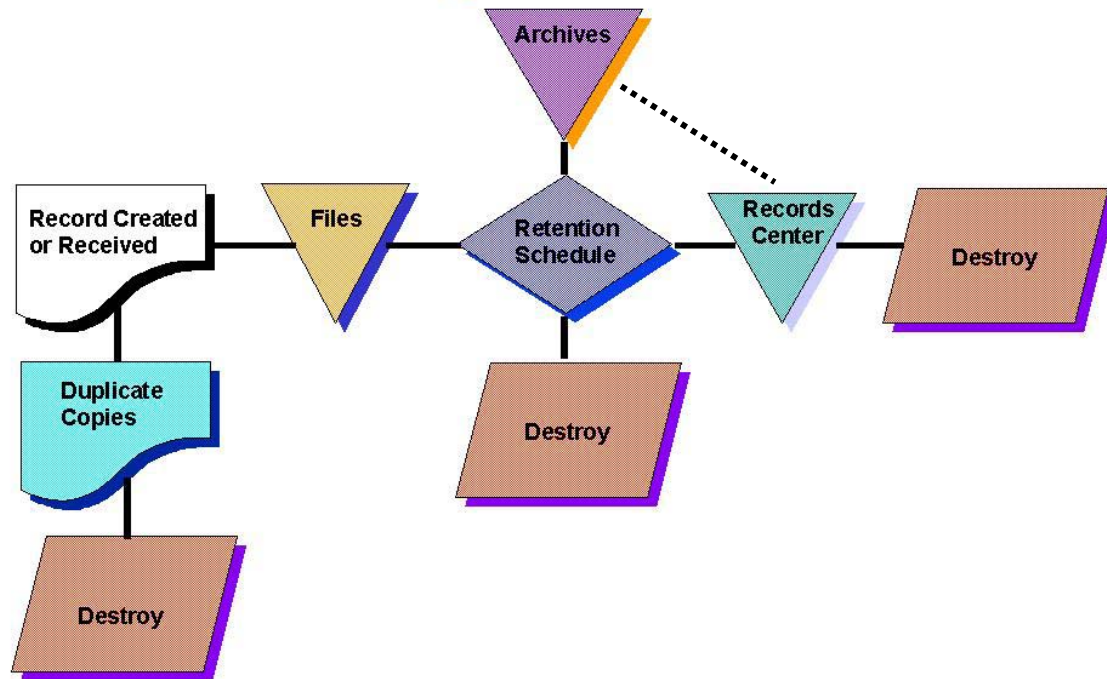 Archives
Record Created
or Received
Files
Retention
Schedule
Records
Center
Destroy
Duplicate
Copies
Destroy
Destroy